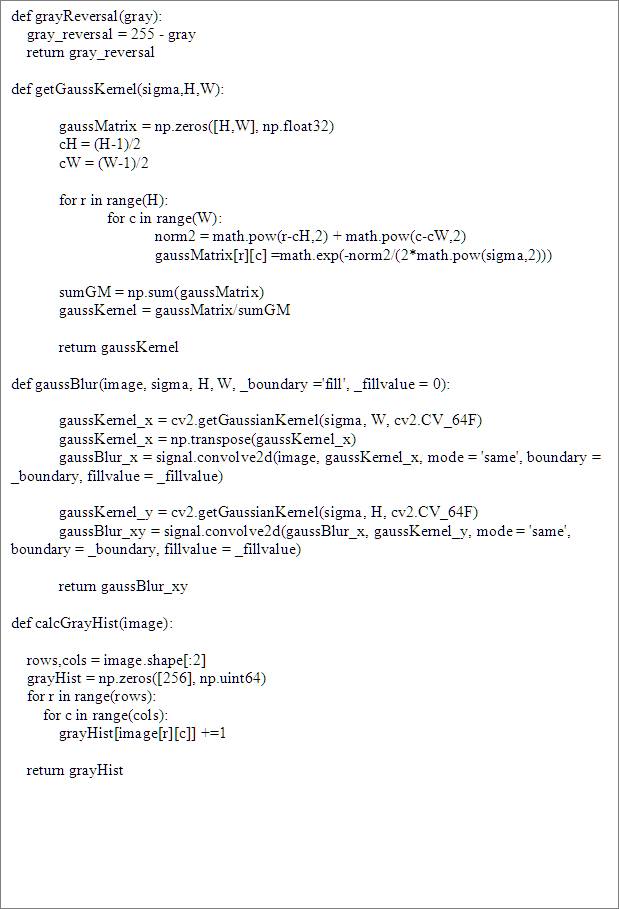 def grayReversal(gray):
gray_reversal = 255 - gray
return gray_reversal
def getGaussKernel(sigma,H,W):
gaussMatrix = np.zeros([H,W], np.float32)
cH = (H-1)/2
cW = (W-1)/2
for r in range(H):
for c in range(W):
norm2 = math.pow(r-cH,2) + math.pow(c-cW,2)
gaussMatrix[r][c] =math.exp(-norm2/(2*math.pow(sigma,2)))
sumGM = np.sum(gaussMatrix)
gaussKernel = gaussMatrix/sumGM
return gaussKernel
def gaussBlur(image, sigma, H, W, _boundary ='fill', _fillvalue = 0):
gaussKernel_x = cv2.getGaussianKernel(sigma, W, cv2.CV_64F)
gaussKernel_x = np.transpose(gaussKernel_x)
gaussBlur_x = signal.convolve2d(image, gaussKernel_x, mode = 'same', boundary =
_boundary, fillvalue = _fillvalue)
gaussKernel_y = cv2.getGaussianKernel(sigma, H, cv2.CV_64F)
gaussBlur_xy = signal.convolve2d(gaussBlur_x, gaussKernel_y, mode = 'same',
boundary = _boundary, fillvalue = _fillvalue)
return gaussBlur_xy
def calcGrayHist(image):
rows,cols = image.shape[:2]
grayHist = np.zeros([256], np.uint64)
for r in range(rows):
for c in range(cols):
grayHist[image[r][c]] +=1
return grayHist